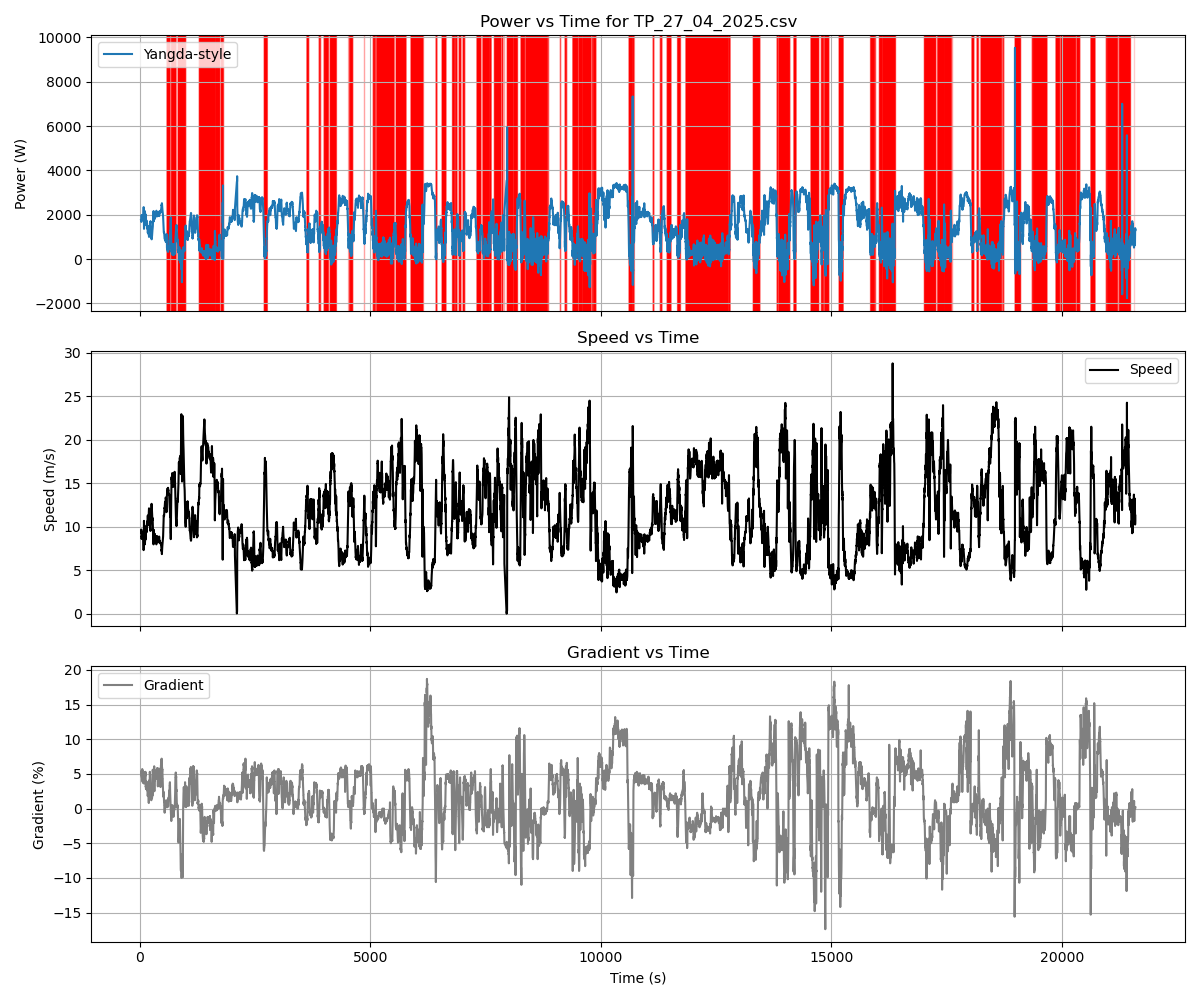 Power vs Time for TP_27_04_2025.csv
Yangda-style
10000
8000
6000
4000
2000
0
−2000
Power (W)
Speed vs Time
Speed
30
25
20
15
10
5
0
Speed (m/s)
Gradient vs Time
Gradient
20
15
10
5
0
−5
−10
−15
Gradient (%)
0 5000 10000 15000 20000
Time (s)